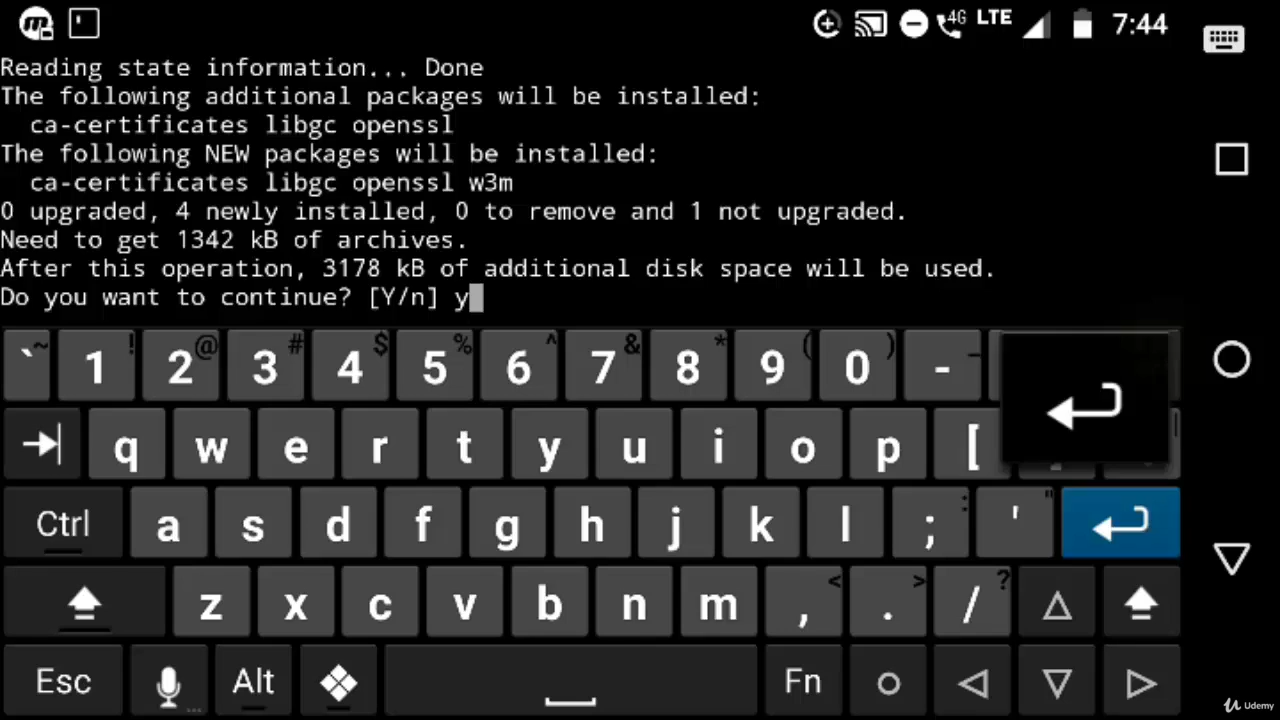 4G LTE 7:44
Reading state information... Done
The following additional packages will be installed:
  ca-certificates libgc openssl
The following NEW packages will be installed:
  ca-certificates libgc openssl w3m
0 upgraded, 4 newly installed, 0 to remove and 1 not upgraded.
Need to get 1342 kB of archives.
After this operation, 3178 kB of additional disk space will be used.
Do you want to continue? [Y/n] y
` ~ 1 ! 2 @ 3 # 4 $ 5 % 6 ^ 7 & 8 * 9 ( 0 ) - _
q w e r t y u i o p [
Ctrl a s d f g h j k l ; : ' "
z x c v b n m , < . > / ?
Esc Alt Fn
Udemy